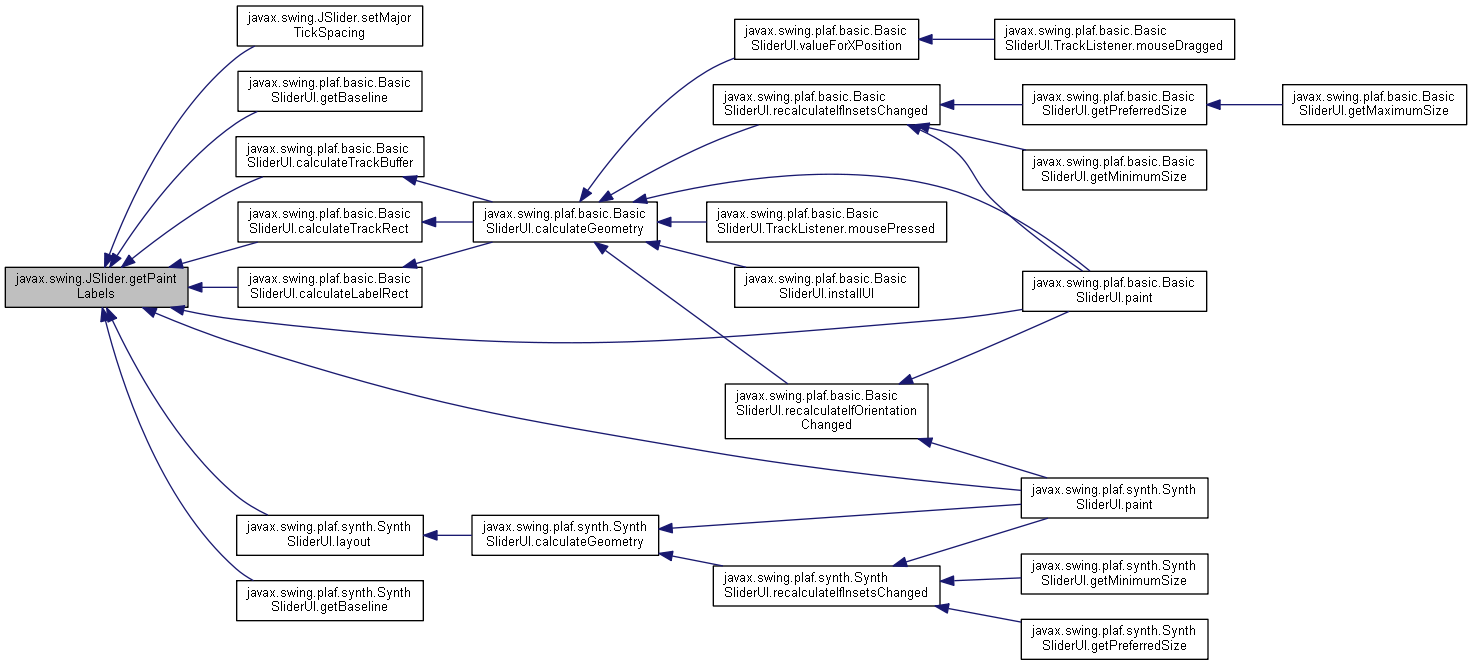 javax.swing.JSlider.setMajor
TickSpacing
javax.swing.plaf.basic.Basic
SliderUI.getBaseline
javax.swing.plaf.basic.Basic
SliderUI.calculateTrackBuffer
javax.swing.plaf.basic.Basic
SliderUI.calculateTrackRect
javax.swing.plaf.basic.Basic
SliderUI.calculateLabelRect
javax.swing.JSlider.getPaint
Labels
javax.swing.plaf.synth.Synth
SliderUI.layout
javax.swing.plaf.synth.Synth
SliderUI.getBaseline
javax.swing.plaf.basic.Basic
SliderUI.calculateGeometry
javax.swing.plaf.synth.Synth
SliderUI.calculateGeometry
javax.swing.plaf.basic.Basic
SliderUI.valueForXPosition
javax.swing.plaf.basic.Basic
SliderUI.recalculateIfInsetsChanged
javax.swing.plaf.basic.Basic
SliderUI.TrackListener.mousePressed
javax.swing.plaf.basic.Basic
SliderUI.installUI
javax.swing.plaf.basic.Basic
SliderUI.recalculateIfOrientation
Changed
javax.swing.plaf.synth.Synth
SliderUI.recalculateIfInsetsChanged
javax.swing.plaf.basic.Basic
SliderUI.TrackListener.mouseDragged
javax.swing.plaf.basic.Basic
SliderUI.getPreferredSize
javax.swing.plaf.basic.Basic
SliderUI.getMinimumSize
javax.swing.plaf.basic.Basic
SliderUI.paint
javax.swing.plaf.synth.Synth
SliderUI.paint
javax.swing.plaf.synth.Synth
SliderUI.getMinimumSize
javax.swing.plaf.synth.Synth
SliderUI.getPreferredSize
javax.swing.plaf.basic.Basic
SliderUI.getMaximumSize